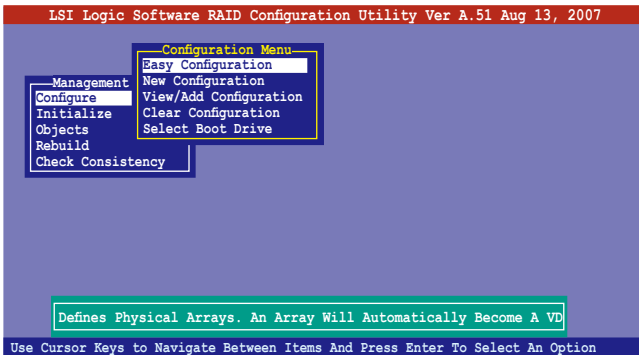 LSI Logic Software RAID Configuration Utility Ver A.51 Aug 13, 2007
Configuration Menu
Easy Configuration
New Configuration
View/Add Configuration
Clear Configuration
Select Boot Drive
Management
Configure
Initialize
Objects
Rebuild
Check Consistency
Defines Physical Arrays. An Array Will Automatically Become A VD
Use Cursor Keys to Navigate Between Items And Press Enter To Select An Option